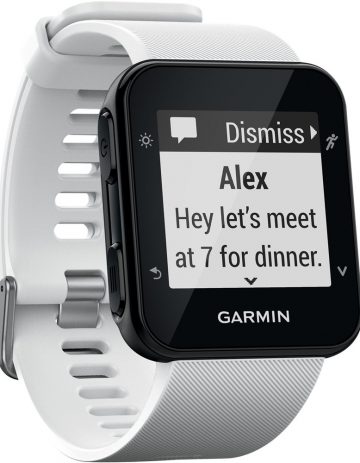 Dismiss
Alex
Hey let's meet
at 7 for dinner.
GARMIN